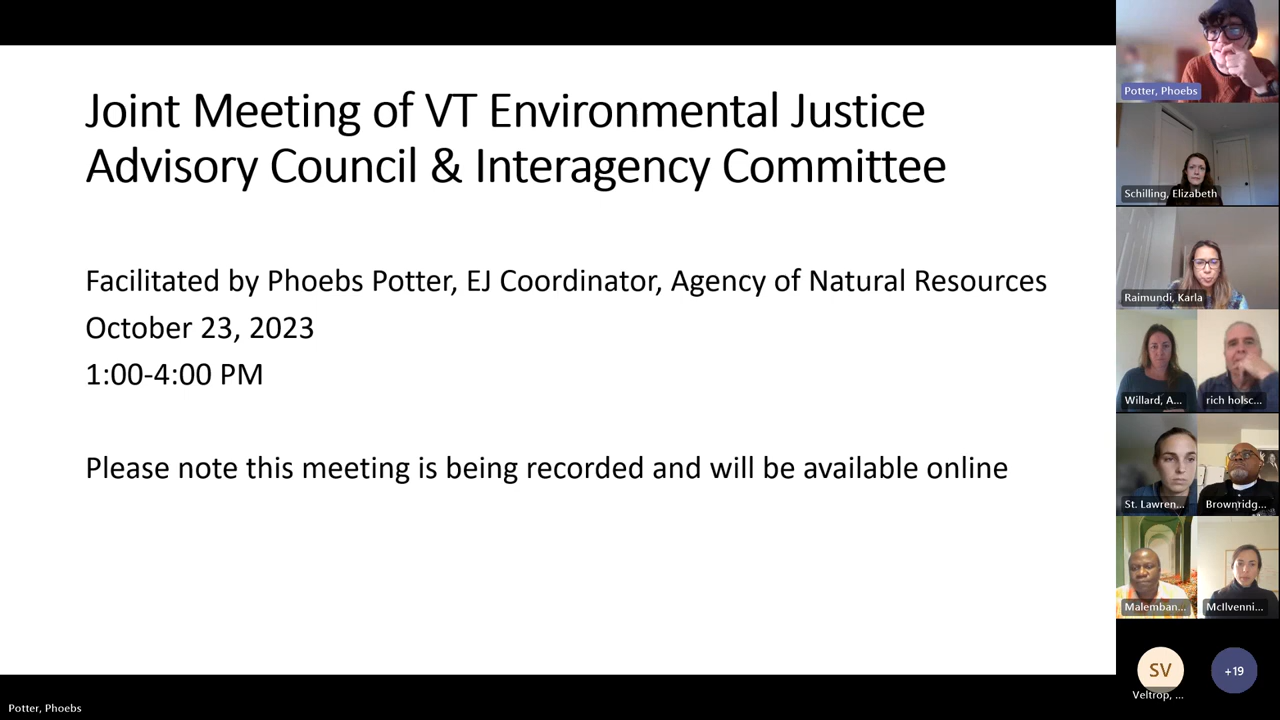 Joint Meeting of VT Environmental Justice
Advisory Council & Interagency Committee
Facilitated by Phoebs Potter, EJ Coordinator, Agency of Natural Resources
October 23, 2023
1:00-4:00 PM
Please note this meeting is being recorded and will be available online
Potter, Phoebs
Schilling, Elizabeth
Raimundi, Karla
Willard, A...
rich holsc...
St. Lawren...
Brownridg...
Malemban...
McIlvenni...
SV
Veltrop, ...
+19
Potter, Phoebs